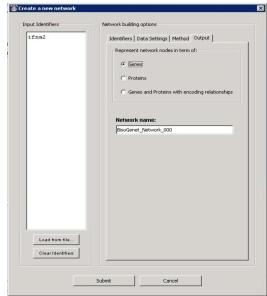 Create a new network
Input Identifiers
ifnm2
Load from file...
Clear Identifiers
Network building options
Identifiers Data Settings Method Output
Represent network nodes in term of:
Genes
Proteins
Genes and Proteins with encoding relationships
Network name:
BisoGenet_Network_000
Submit Cancel